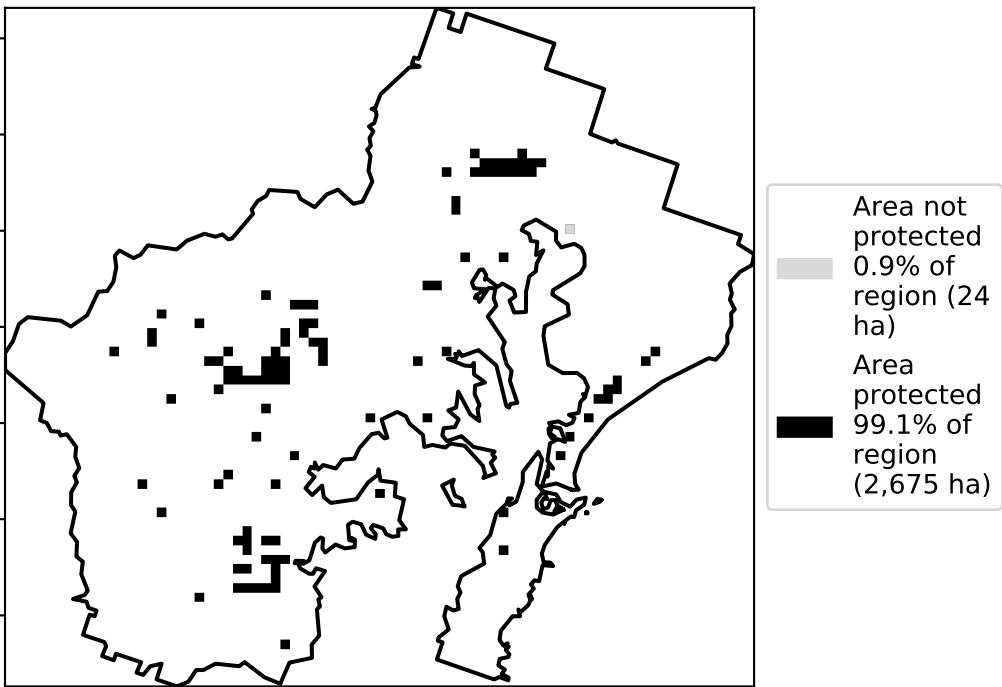 Area not
protected
0.9% of
region (24
ha)
Area
protected
99.1% of
region
(2,675 ha)